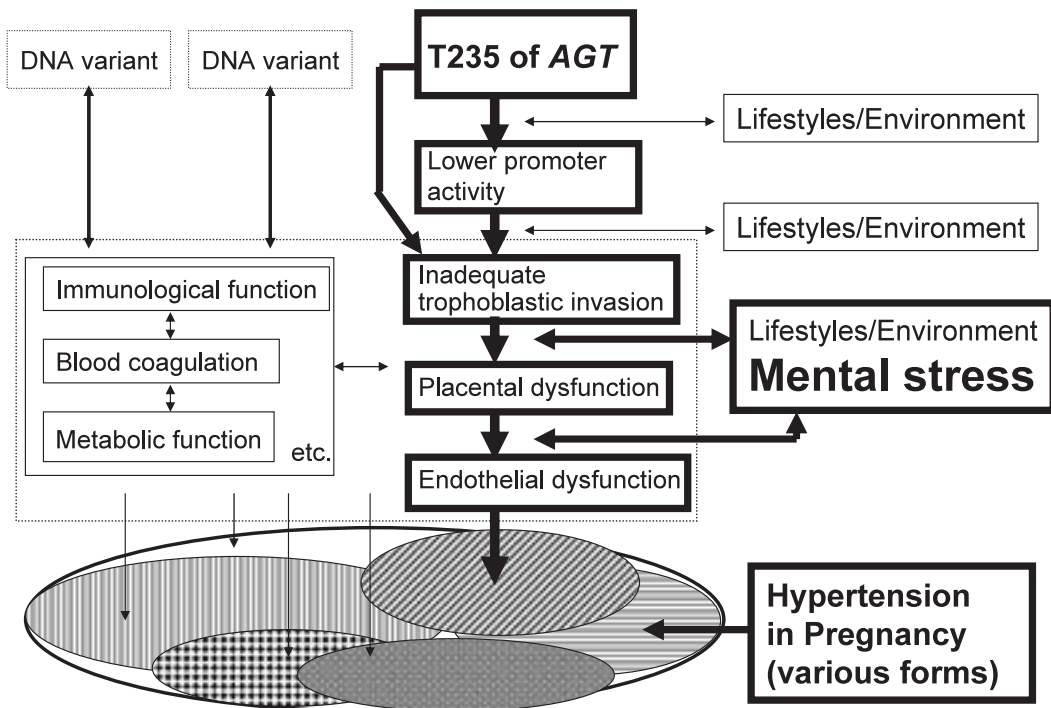 DNA variant
DNA variant
T235 of AGT
Lifestyles/Environment
Lower promoter
activity
Lifestyles/Environment
Immunological function
Blood coagulation
Metabolic function
etc.
Inadequate
trophoblastic invasion
Lifestyles/Environment
Mental stress
Placental dysfunction
Endothelial dysfunction
Hypertension
in Pregnancy
(various forms)